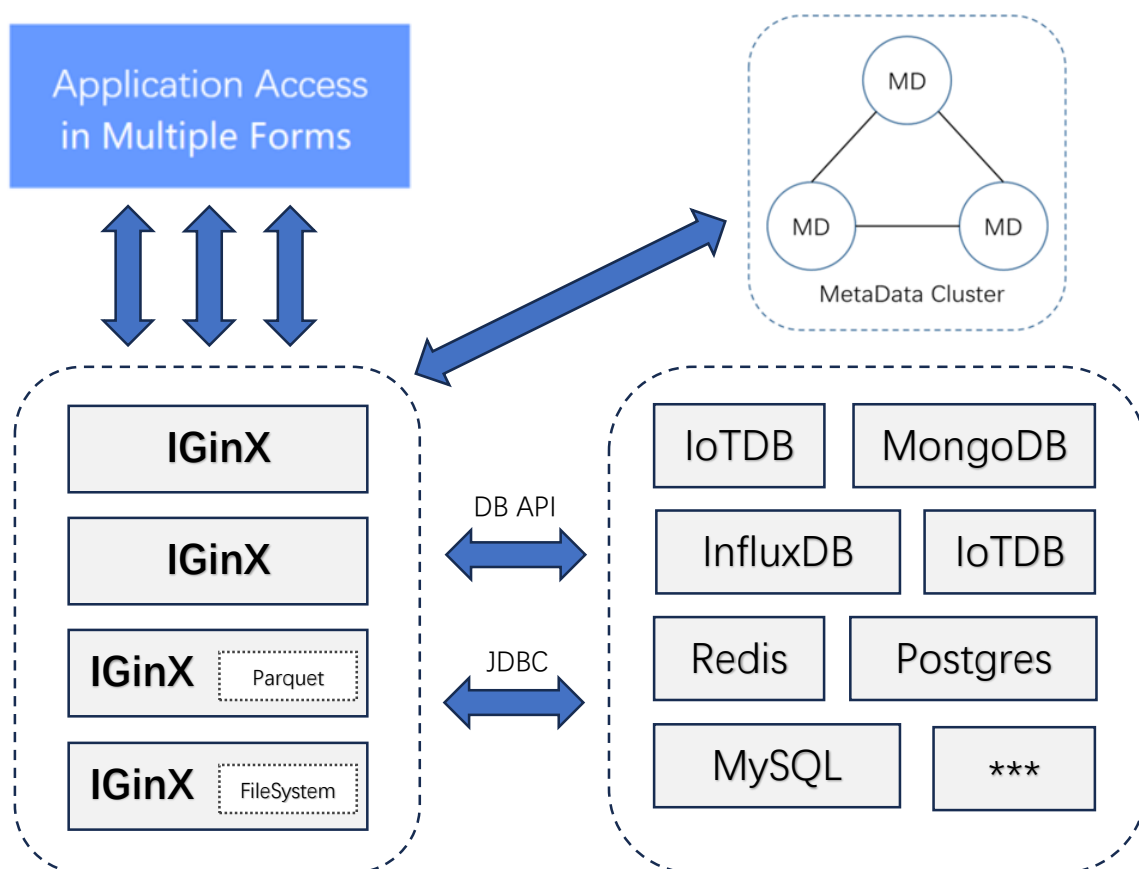 Application Access
in Multiple Forms
MD
MD
MD
MetaData Cluster
IGinX
IGinX
IGinX
Parquet
IGinX
FileSystem
DB API
JDBC
IoTDB
MongoDB
InfluxDB
IoTDB
Redis
Postgres
MySQL
***